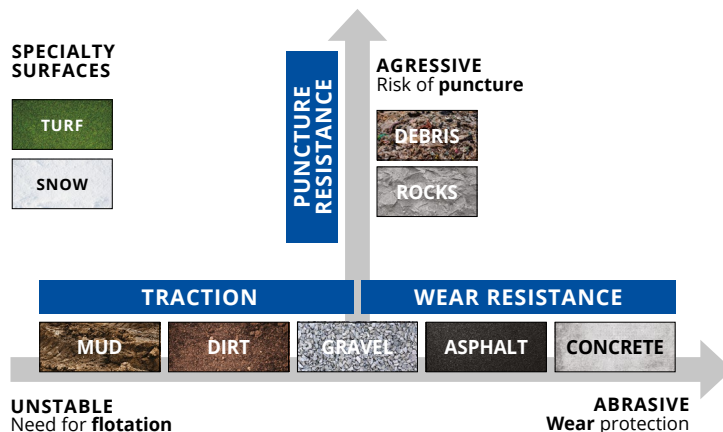 SPECIALTY
SURFACES
TURF
SNOW
PUNCTURE
RESISTANCE
AGRESSIVE
Risk of puncture
DEBRIS
ROCKS
TRACTION
WEAR RESISTANCE
MUD
DIRT
GRAVEL
ASPHALT
CONCRETE
UNSTABLE
Need for flotation
ABRASIVE
Wear protection